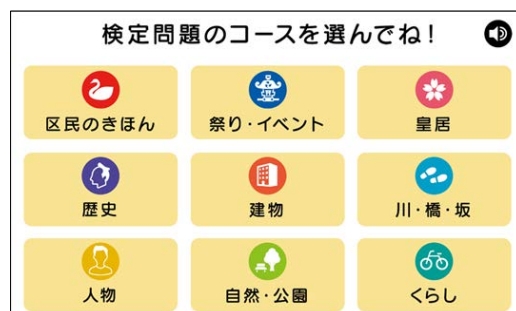 検定問題のコースを選んでね！
区民のきほん
祭り・イベント
皇居
歴史
建物
川・橋・坂
人物
自然・公園
くらし